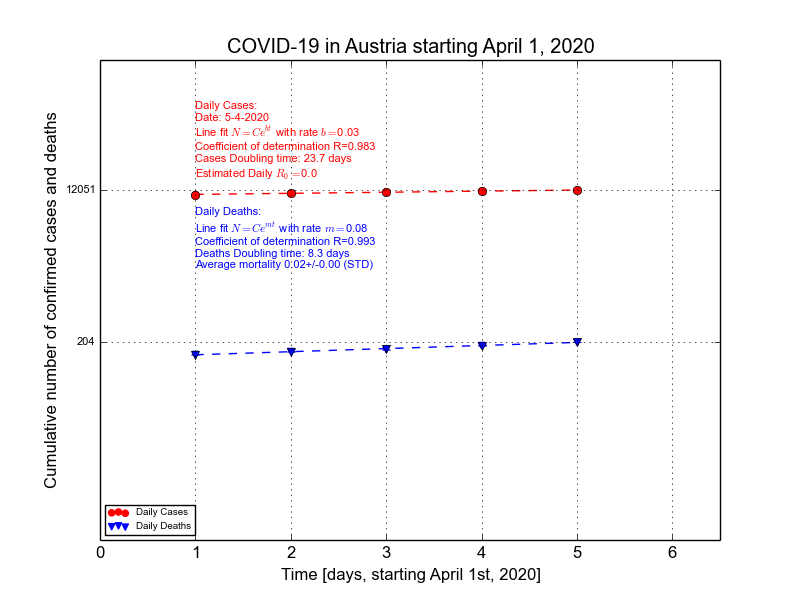 COVID-19 in Austria starting April 1, 2020
Daily Cases:
Date: 5-4-2020
Line fit N=Ce^{bt} with rate b=0.03
Coefficient of determination R=0.983
Cases Doubling time: 23.7 days
Estimated Daily R_0=0.0
12051
Daily Deaths:
Line fit N=Ce^{mt} with rate m=0.08
Coefficient of determination R=0.993
Deaths Doubling time: 8.3 days
Average mortality 0.02+/-0.00 (STD)
204
Cumulative number of confirmed cases and deaths
Daily Cases
Daily Deaths
0 1 2 3 4 5 6
Time [days, starting April 1st, 2020]